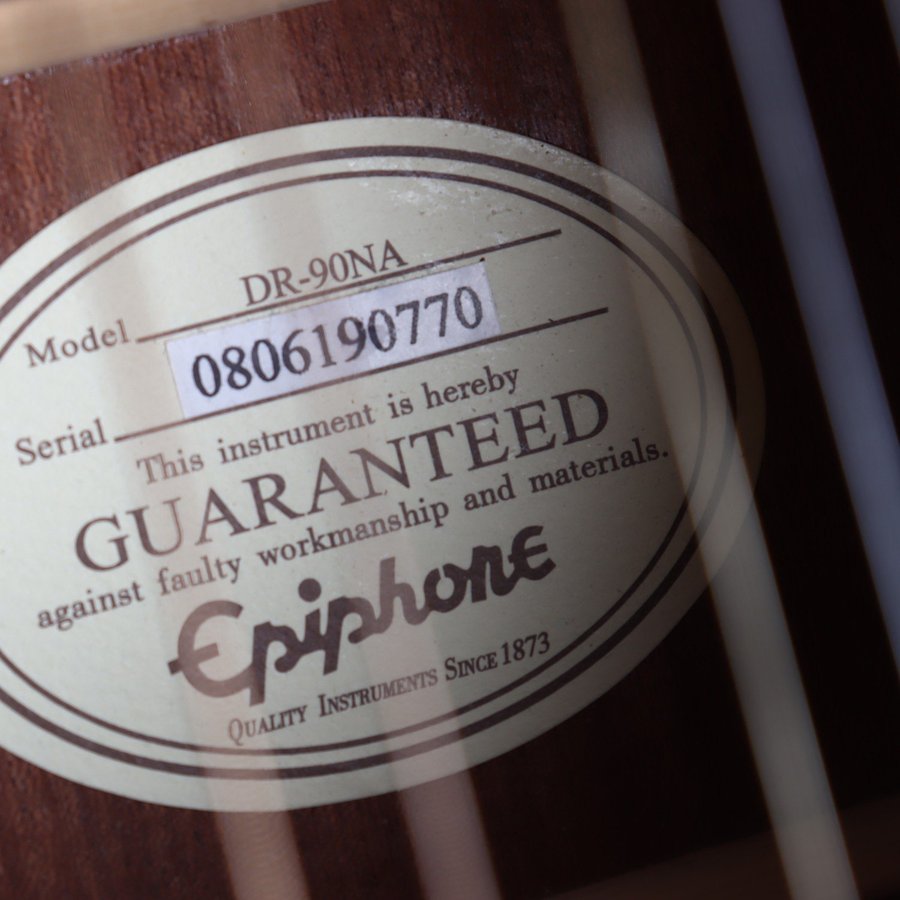 Model DR-90NA
Serial 0806190770
This instrument is hereby
GUARANTEED
against faulty workmanship and materials.
Epiphone
QUALITY INSTRUMENTS SINCE 1873